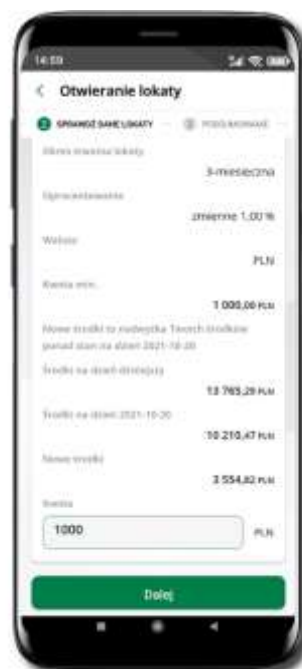 14:59
Otwieranie lokaty
2 SPRAWDŹ DANE LOKATY
3 PODSUMOWANIE
Okres trwania lokaty
3-miesięczna
Oprocentowanie
zmienne 1,00 %
Waluta
PLN
Kwota min.
1 000,00 PLN
Nowe środki to nadwyżka Twoich środków
ponad stan na dzień 2021-10-20
Środki na dzień dzisiejszy
13 765,29 PLN
Środki na dzień 2021-10-20
10 210,47 PLN
Nowe środki
3 554,82 PLN
Kwota
1000 PLN
Dalej